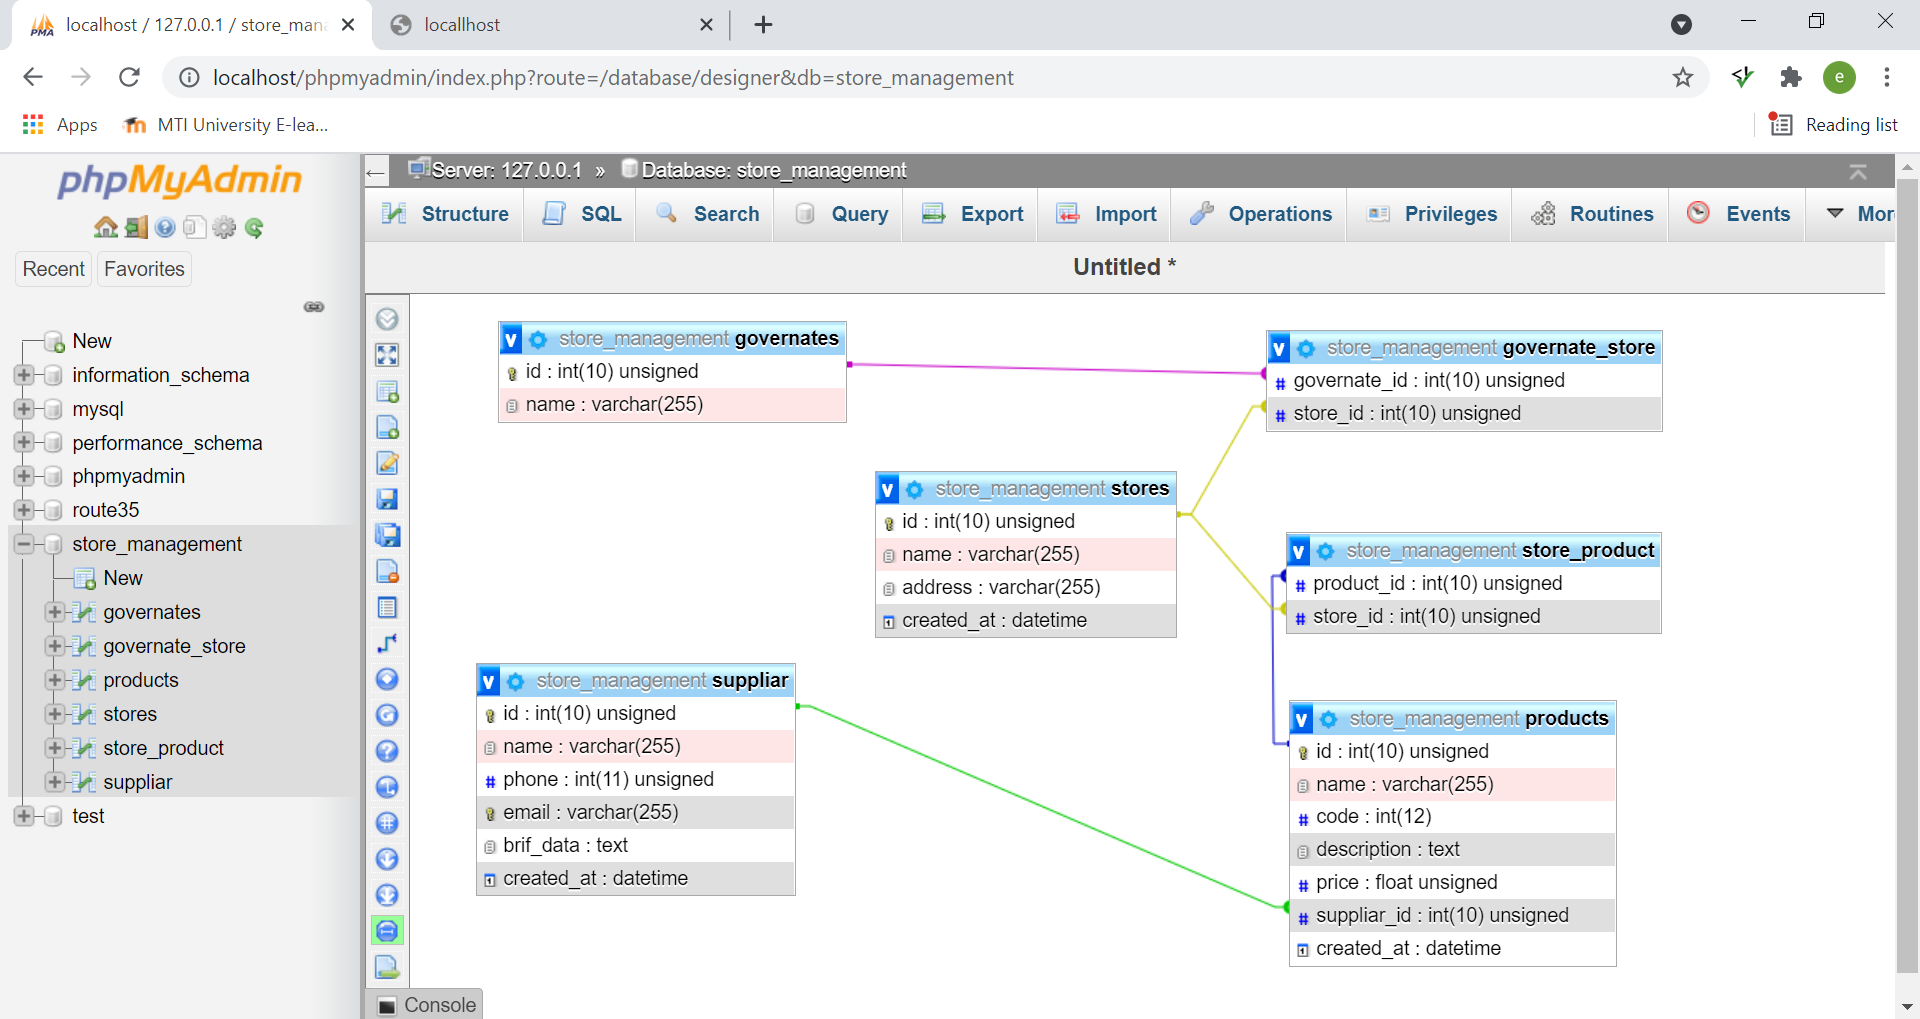 localhost / 127.0.0.1 / store_mana
locallhost
localhost/phpmyadmin/index.php?route=/database/designer&db=store_management
e
Apps
MTI University E-lea...
Reading list
phpMyAdmin
Recent
Favorites
New
information_schema
mysql
performance_schema
phpmyadmin
route35
store_management
New
governates
governate_store
products
stores
store_product
suppliar
test
Server: 127.0.0.1 » Database: store_management
Structure
SQL
Search
Query
Export
Import
Operations
Privileges
Routines
Events
Mor
Untitled *
v store_management governates
id : int(10) unsigned
name : varchar(255)
v store_management governate_store
governate_id : int(10) unsigned
store_id : int(10) unsigned
v store_management stores
id : int(10) unsigned
name : varchar(255)
address : varchar(255)
created_at : datetime
v store_management store_product
product_id : int(10) unsigned
store_id : int(10) unsigned
v store_management suppliar
id : int(10) unsigned
name : varchar(255)
phone : int(11) unsigned
email : varchar(255)
brif_data : text
created_at : datetime
v store_management products
id : int(10) unsigned
name : varchar(255)
code : int(12)
description : text
price : float unsigned
suppliar_id : int(10) unsigned
created_at : datetime
Console